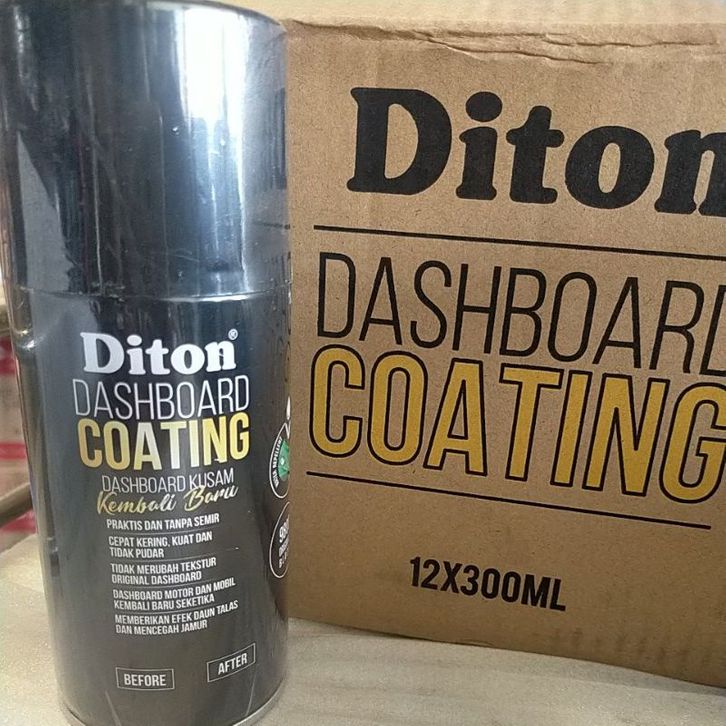 Diton®
DASHBOARD
COATING
DASHBOARD KUSAM
Kembali Baru
PRAKTIS DAN TANPA SEMIR
CEPAT KERING, KUAT DAN
TIDAK PUDAR
TIDAK MERUBAH TEKSTUR
ORIGINAL DASHBOARD
DASHBOARD MOTOR DAN MOBIL
KEMBALI BARU SEKETIKA
MEMBERIKAN EFEK DAUN TALAS
DAN MENCEGAH JAMUR
BEFORE
AFTER
Diton
DASHBOARD
COATING
12X300ML